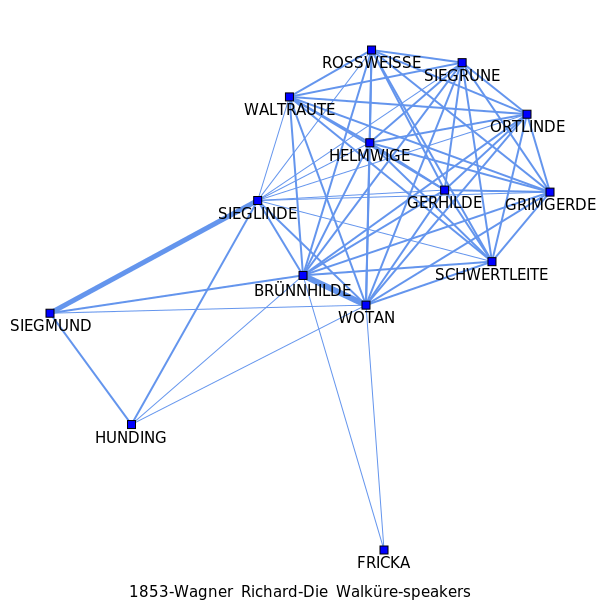 ROSSWEISSE
SIEGRUNE
WALTRAUTE
ORTLINDE
HELMWIGE
GERHILDE
GRIMGERDE
SIEGLINDE
SCHWERTLEITE
BRÜNNHILDE
WOTAN
SIEGMUND
HUNDING
FRICKA
1853-Wagner Richard-Die Walküre-speakers